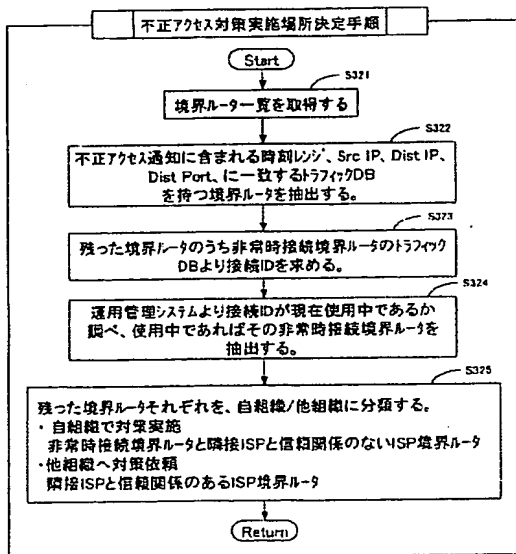 不正アクセス対策実施場所決定手順
Start
S321
境界ルーター覧を取得する
S322
不正アクセス通知に含まれる時刻レンジ、Src IP、Dist IP、
Dist Port、に一致するトラフィックDB
を持つ境界ルータを抽出する。
S323
残った境界ルータのうち非常時接続境界ルータのトラフィック
DBより接続IDを求める。
S324
運用管理システムより接続IDが現在使用中であるか
調べ、使用中であればその非常時接続境界ルータを
抽出する。
S325
残った境界ルータそれぞれを、自組織/他組織に分類する。
・ 自組織で対策実施
非常時接続境界ルータと隣接ISPと信頼関係のないISP境界ルータ
・他組織へ対策依頼
隣接ISPと信頼関係のあるISP境界ルータ
Return